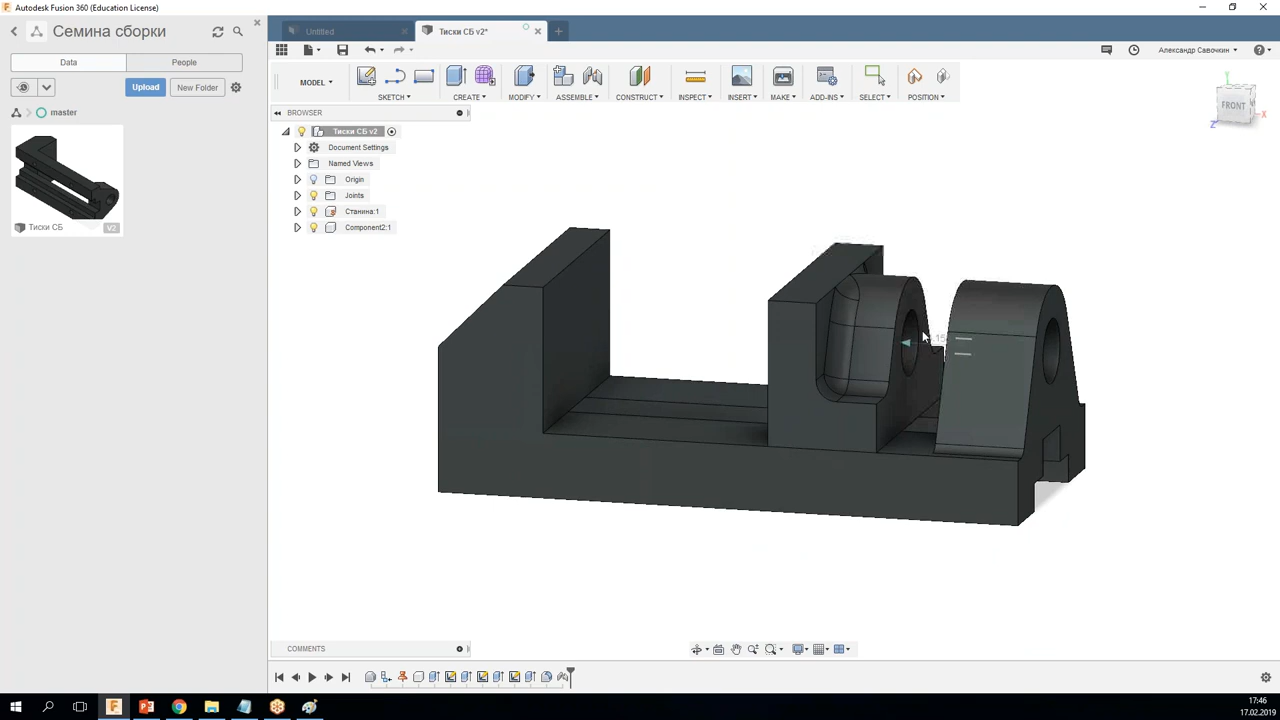 Autodesk Fusion 360 (Education License)
Семина сборки
Data
People
Upload
New Folder
master
Тиски СБ
V2
Untitled
Тиски СБ v2*
Александр Савочкин
MODEL
SKETCH
CREATE
MODIFY
ASSEMBLE
CONSTRUCT
INSPECT
INSERT
MAKE
ADD-INS
SELECT
POSITION
BROWSER
Тиски СБ v2
Document Settings
Named Views
Origin
Joints
Станина:1
Component2:1
FRONT
X
Y
Z
COMMENTS
17:46
17.02.2019